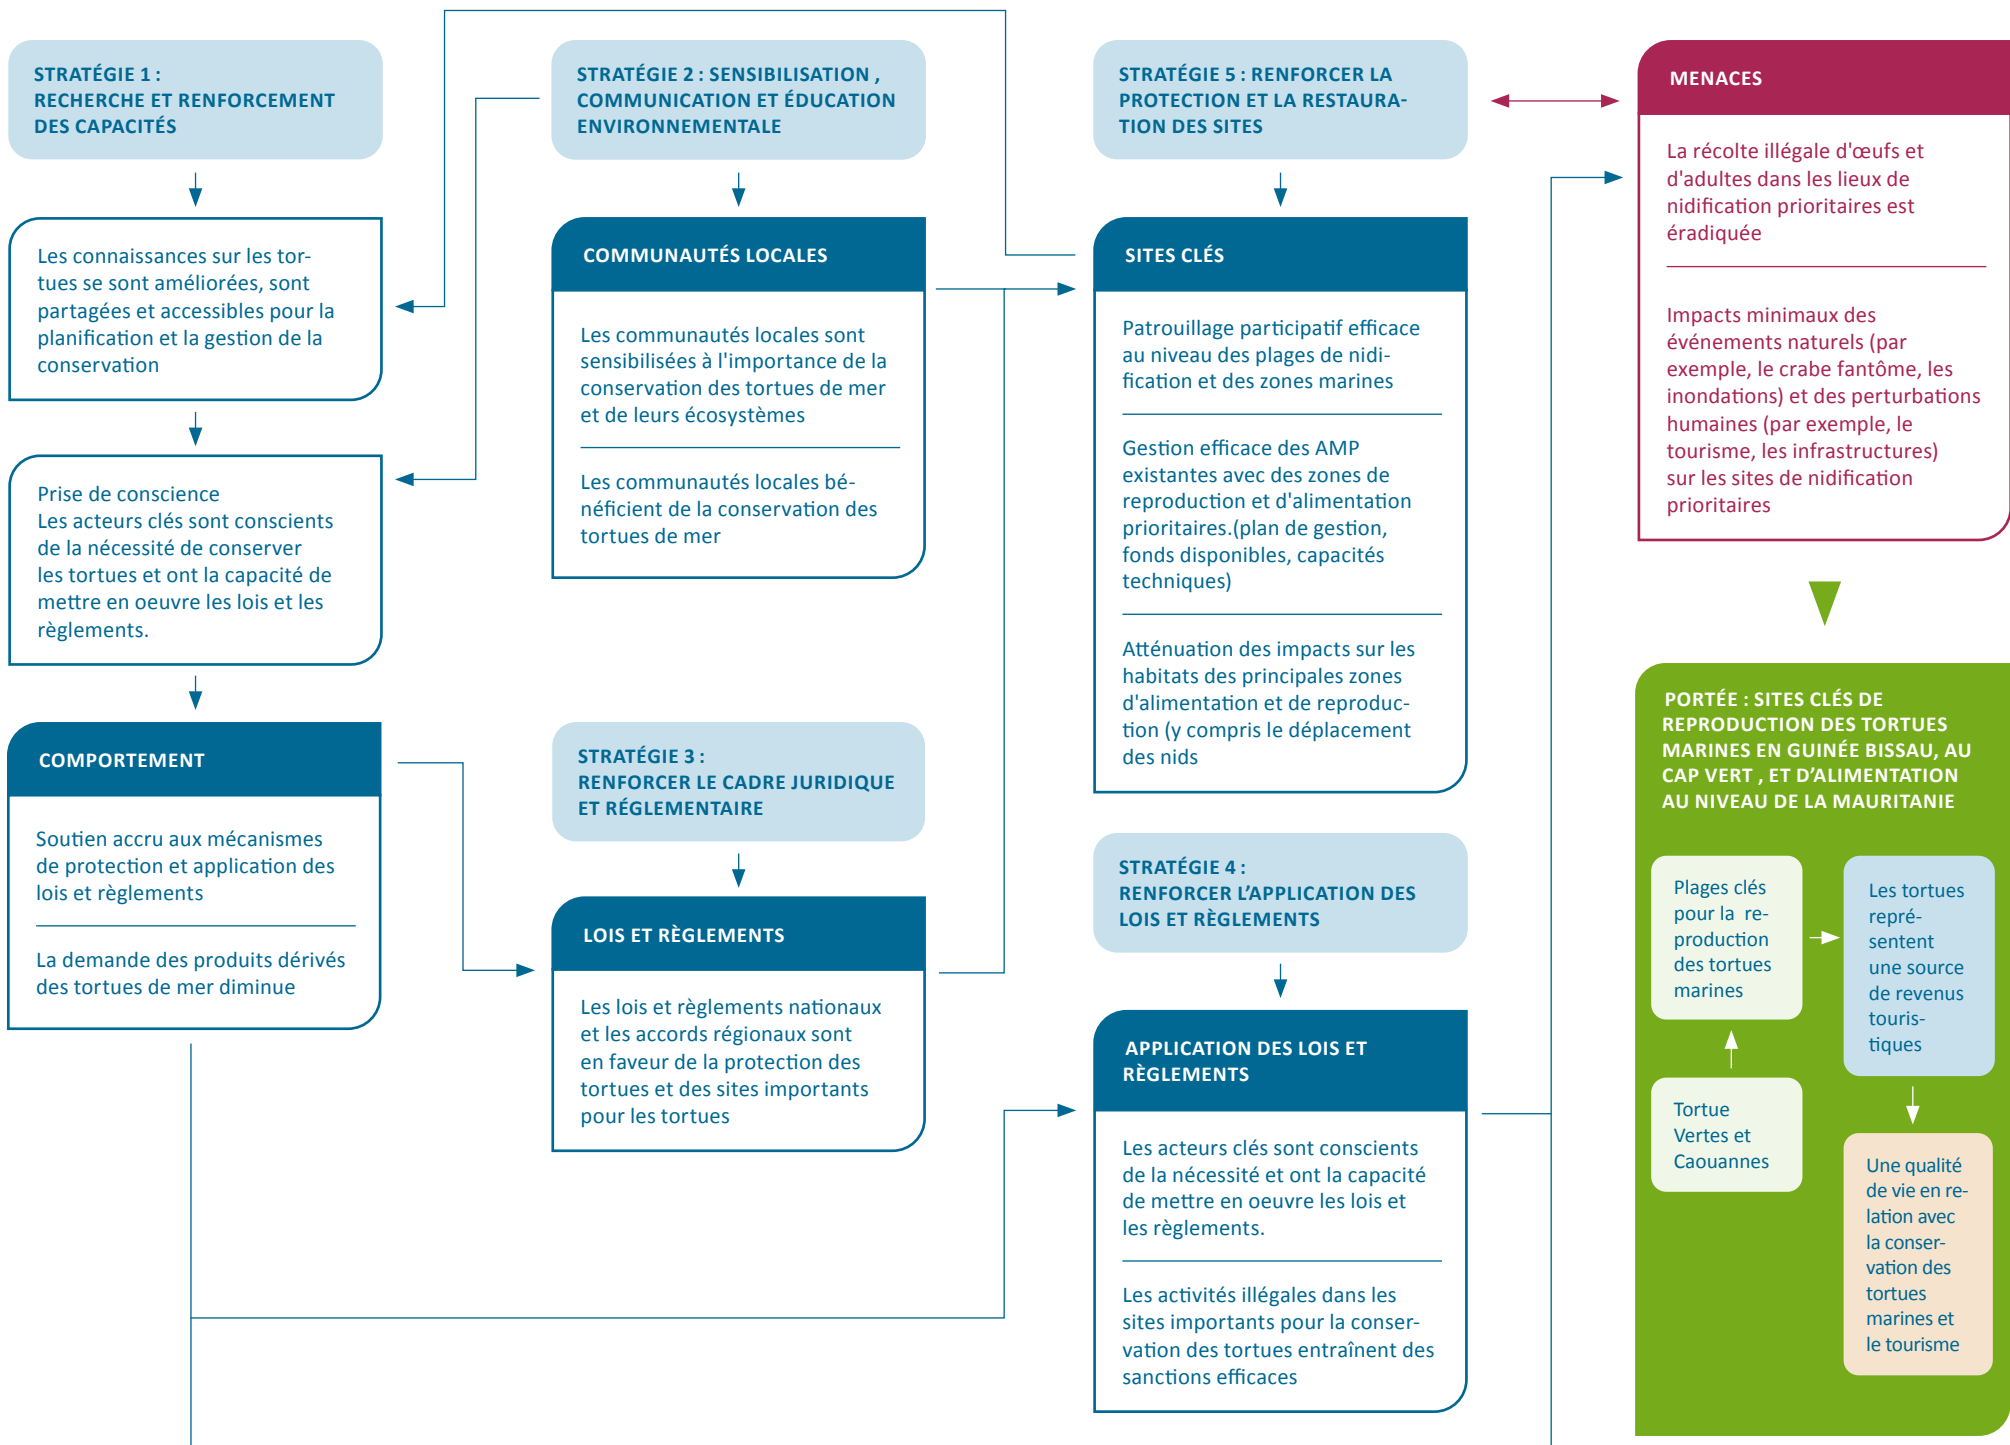 STRATÉGIE 1 :
RECHERCHE ET RENFORCEMENT
DES CAPACITÉS
Les connaissances sur les tor-
tues se sont améliorées, sont
partagées et accessibles pour la
planification et la gestion de la
conservation
Prise de conscience
Les acteurs clés sont conscients
de la nécessité de conserver
les tortues et ont la capacité de
mettre en oeuvre les lois et les
règlements.
COMPORTEMENT
Soutien accru aux mécanismes
de protection et application des
lois et règlements
La demande des produits dérivés
des tortues de mer diminue
STRATÉGIE 2 : SENSIBILISATION ,
COMMUNICATION ET ÉDUCATION
ENVIRONNEMENTALE
COMMUNAUTÉS LOCALES
Les communautés locales sont
sensibilisées à l'importance de la
conservation des tortues de mer
et de leurs écosystèmes
Les communautés locales bé-
néficient de la conservation des
tortues de mer
STRATÉGIE 3 :
RENFORCER LE CADRE JURIDIQUE
ET RÉGLEMENTAIRE
LOIS ET RÈGLEMENTS
Les lois et règlements nationaux
et les accords régionaux sont
en faveur de la protection des
tortues et des sites importants
pour les tortues
STRATÉGIE 5 : RENFORCER LA
PROTECTION ET LA RESTAURA-
TION DES SITES
SITES CLÉS
Patrouillage participatif efficace
au niveau des plages de nidi-
fication et des zones marines
Gestion efficace des AMP
existantes avec des zones de
reproduction et d'alimentation
prioritaires.(plan de gestion,
fonds disponibles, capacités
techniques)
Atténuation des impacts sur les
habitats des principales zones
d'alimentation et de reproduc-
tion (y compris le déplacement
des nids
STRATÉGIE 4 :
RENFORCER L’APPLICATION DES
LOIS ET RÈGLEMENTS
APPLICATION DES LOIS ET
RÈGLEMENTS
Les acteurs clés sont conscients
de la nécessité et ont la capacité
de mettre en oeuvre les lois et
les règlements.
Les activités illégales dans les
sites importants pour la conser-
vation des tortues entraînent des
sanctions efficaces
MENACES
La récolte illégale d'œufs et
d'adultes dans les lieux de
nidification prioritaires est
éradiquée
Impacts minimaux des
événements naturels (par
exemple, le crabe fantôme, les
inondations) et des perturbations
humaines (par exemple, le
tourisme, les infrastructures)
sur les sites de nidification
prioritaires
PORTÉE : SITES CLÉS DE
REPRODUCTION DES TORTUES
MARINES EN GUINÉE BISSAU, AU
CAP VERT , ET D’ALIMENTATION
AU NIVEAU DE LA MAURITANIE
Plages clés
pour la re-
production
des tortues
marines
Tortue
Vertes et
Caouannes
Les tortues
repré-
sentent
une source
de revenus
touris-
tiques
Une qualité
de vie en re-
lation avec
la conser-
vation des
tortues
marines et
le tourisme